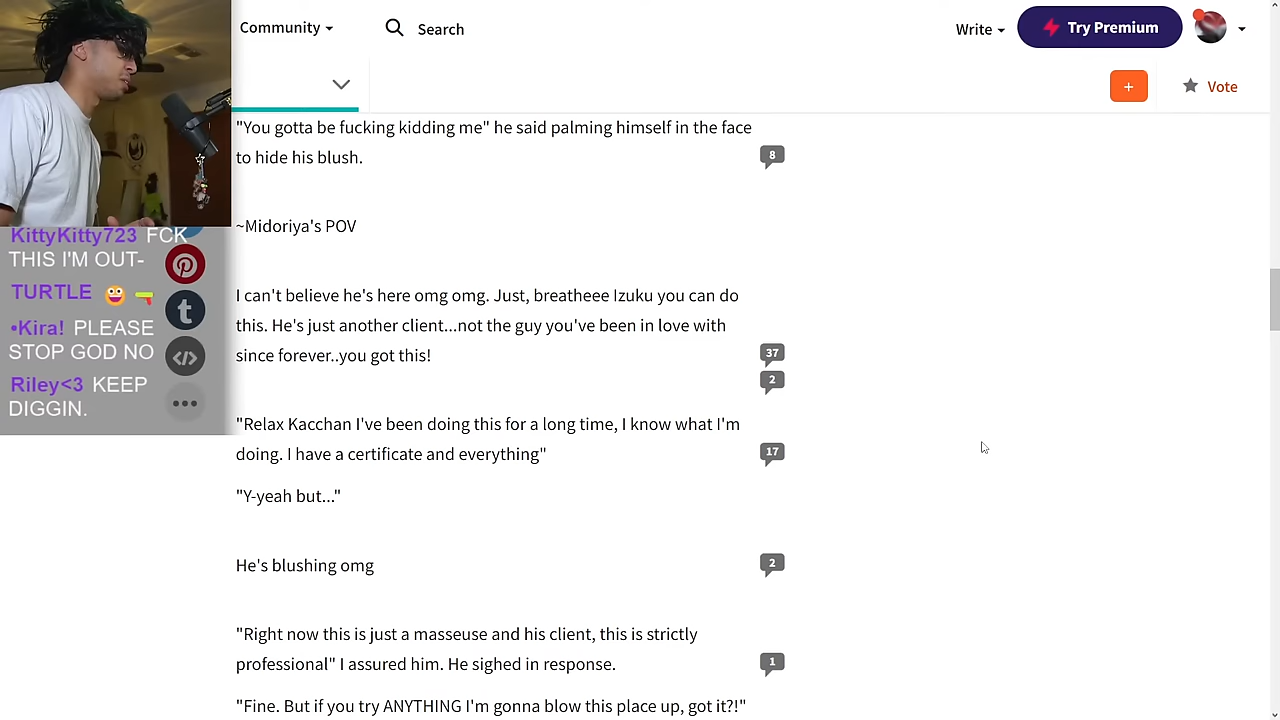 Community
Search
Write
Try Premium
+
Vote
"You gotta be fucking kidding me" he said palming himself in the face
to hide his blush.
8
~Midoriya's POV
I can't believe he's here omg omg. Just, breatheee Izuku you can do
this. He's just another client...not the guy you've been in love with
since forever..you got this!
37
2
"Relax Kacchan I've been doing this for a long time, I know what I'm
doing. I have a certificate and everything"
17
"Y-yeah but..."
He's blushing omg
2
"Right now this is just a masseuse and his client, this is strictly
professional" I assured him. He sighed in response.
1
"Fine. But if you try ANYTHING I'm gonna blow this place up, got it?!"
KittyKitty723 FCK
THIS I'M OUT-
TURTLE
•Kira! PLEASE
STOP GOD NO
Riley<3 KEEP
DIGGIN.